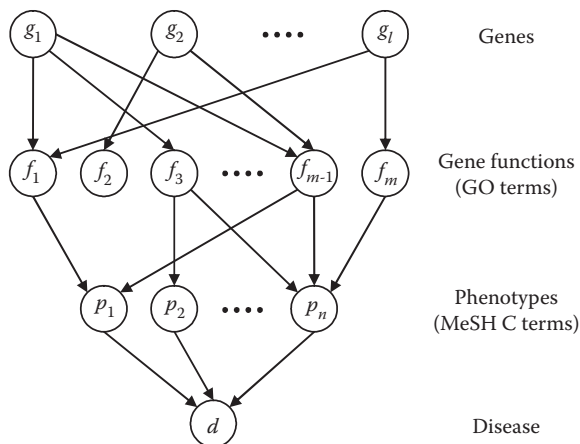 g1 g2 •••• gl Genes
f1 f2 f3 •••• fm-1 fm Gene functions
(GO terms)
p1 p2 •••• pn Phenotypes
(MeSH C terms)
d Disease